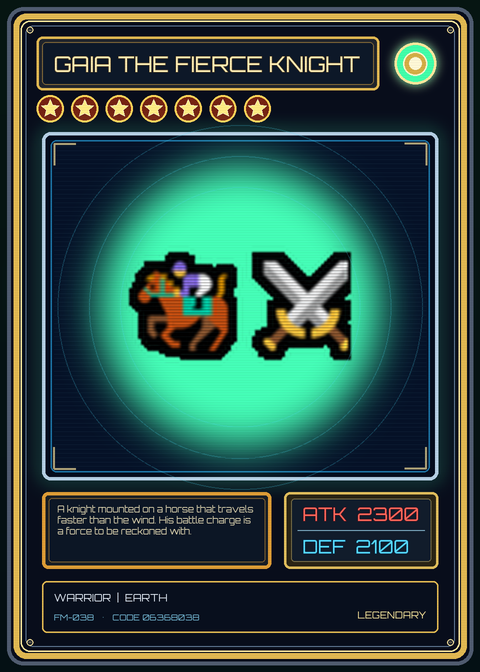 GAIA THE FIERCE KNIGHT
A knight mounted on a horse that travels
faster than the wind. His battle charge is
a force to be reckoned with.
ATK 2300
DEF 2100
WARRIOR | EARTH
FM-038 · CODE 06368038
LEGENDARY